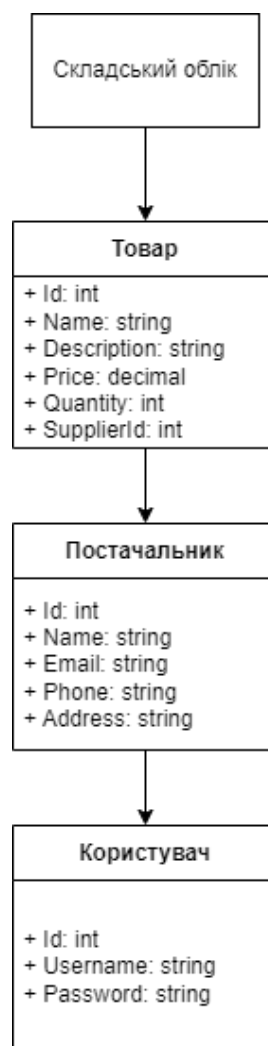 Складський облік
Товар
+ Id: int
+ Name: string
+ Description: string
+ Price: decimal
+ Quantity: int
+ SupplierId: int
Постачальник
+ Id: int
+ Name: string
+ Email: string
+ Phone: string
+ Address: string
Користувач
+ Id: int
+ Username: string
+ Password: string